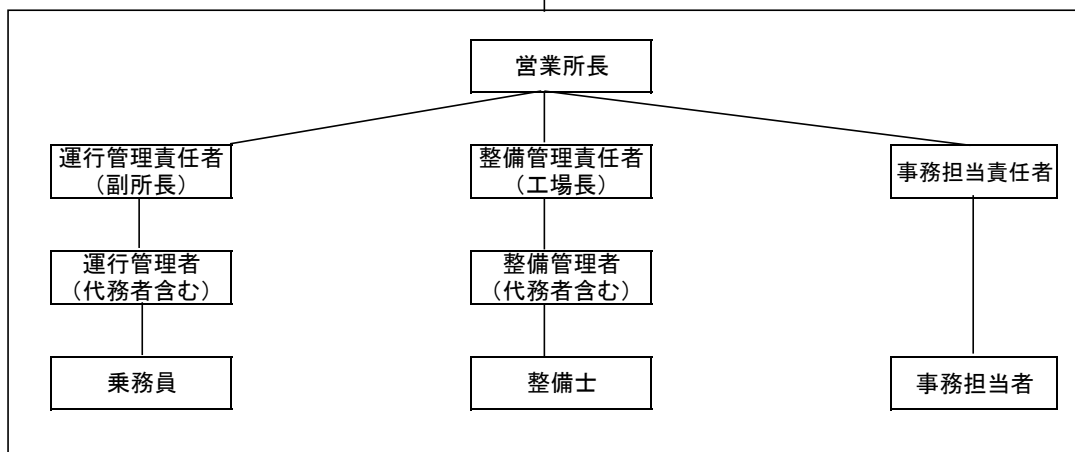 営業所長
運行管理責任者
（副所長）
整備管理責任者
（工場長）
事務担当責任者
運行管理者
（代務者含む）
整備管理者
（代務者含む）
乗務員
整備士
事務担当者